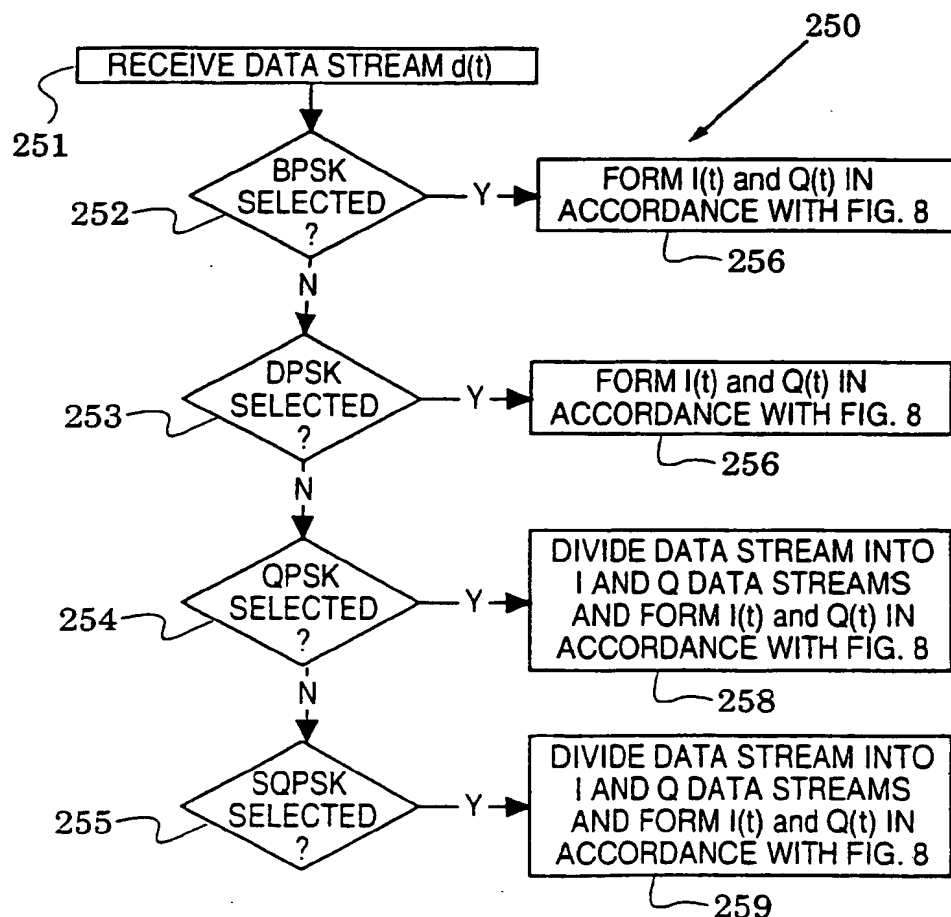 250
RECEIVE DATA STREAM d(t)
251
BPSK
SELECTED
?
252
Y
FORM I(t) and Q(t) IN
ACCORDANCE WITH FIG. 8
256
N
DPSK
SELECTED
?
253
Y
FORM I(t) and Q(t) IN
ACCORDANCE WITH FIG. 8
256
N
QPSK
SELECTED
?
254
Y
DIVIDE DATA STREAM INTO
I AND Q DATA STREAMS
AND FORM I(t) and Q(t) IN
ACCORDANCE WITH FIG. 8
258
N
SQPSK
SELECTED
?
255
Y
DIVIDE DATA STREAM INTO
I AND Q DATA STREAMS
AND FORM I(t) and Q(t) IN
ACCORDANCE WITH FIG. 8
259